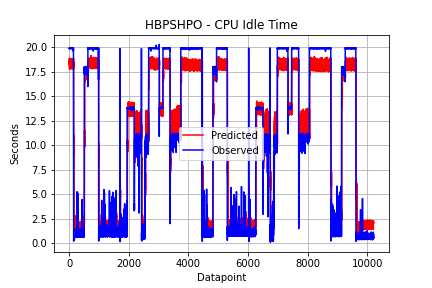 HBPSHPO - CPU Idle Time
Seconds
20.0
17.5
15.0
12.5
10.0
7.5
5.0
2.5
0.0
Predicted
Observed
0 2000 4000 6000 8000 10000
Datapoint